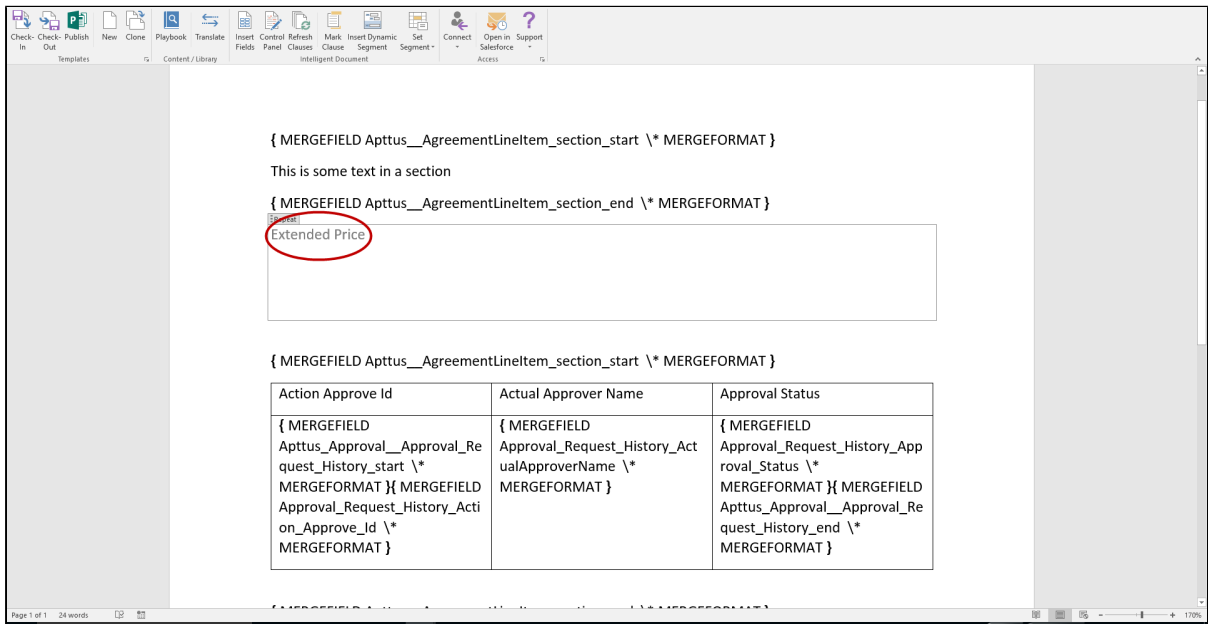 Check- Check- Publish New Clone Playbook Translate Insert Control Refresh Mark Insert Dynamic Set Connect Open in Support
In Out Fields Panel Clauses Clause Segment Segment Salesforce
Templates Content / Library Intelligent Document Access
{ MERGEFIELD Apttus__AgreementLineItem_section_start \* MERGEFORMAT }
This is some text in a section
{ MERGEFIELD Apttus__AgreementLineItem_section_end \* MERGEFORMAT }
Repeat
Extended Price
{ MERGEFIELD Apttus__AgreementLineItem_section_start \* MERGEFORMAT }
Action Approve Id Actual Approver Name Approval Status
{ MERGEFIELD
Apttus_Approval__Approval_Re
quest_History_start \*
MERGEFORMAT }{ MERGEFIELD
Approval_Request_History_Acti
on_Approve_Id \*
MERGEFORMAT }
{ MERGEFIELD
Approval_Request_History_Act
ualApproverName \*
MERGEFORMAT }
{ MERGEFIELD
Approval_Request_History_App
roval_Status \*
MERGEFORMAT }{ MERGEFIELD
Apttus_Approval__Approval_Re
quest_History_end \*
MERGEFORMAT }
Page 1 of 1 24 words 170%